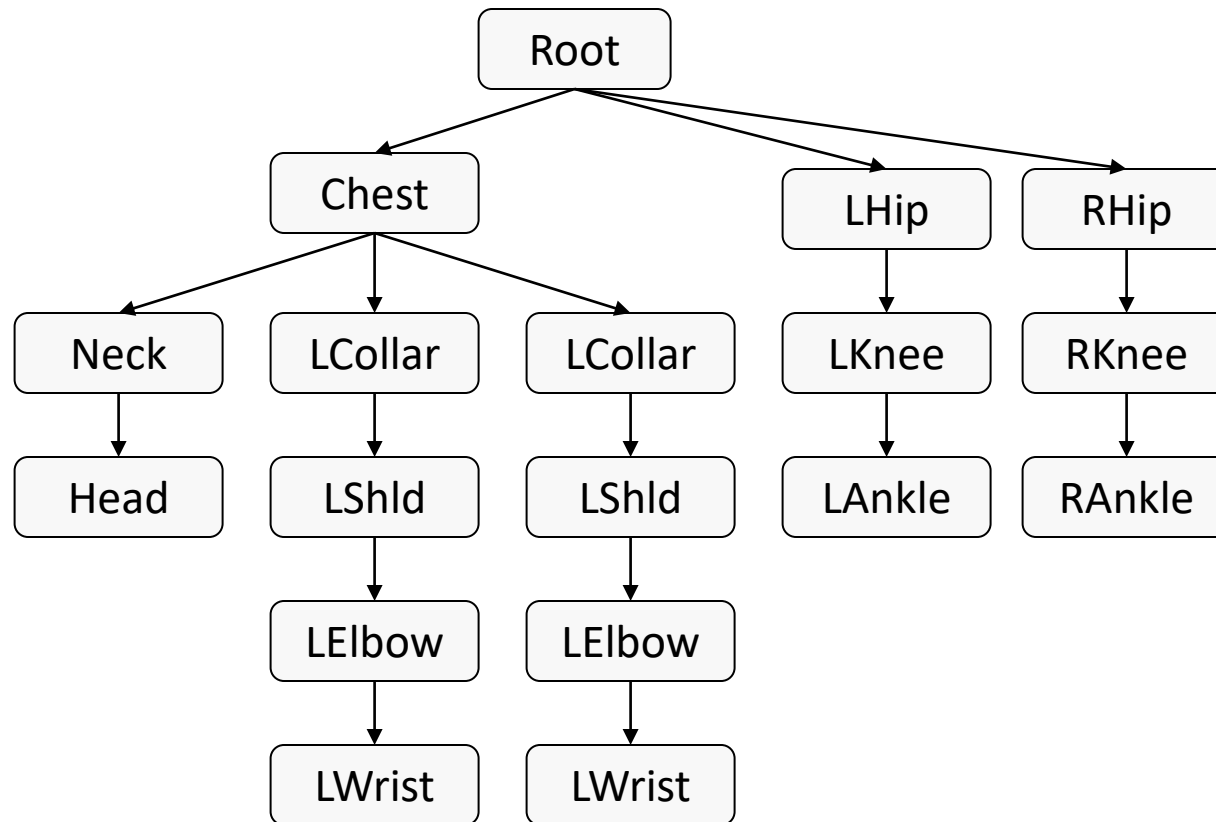 Root
Chest
LHip
RHip
Neck
LCollar
LCollar
LKnee
RKnee
Head
LShld
LShld
LAnkle
RAnkle
LElbow
LElbow
LWrist
LWrist